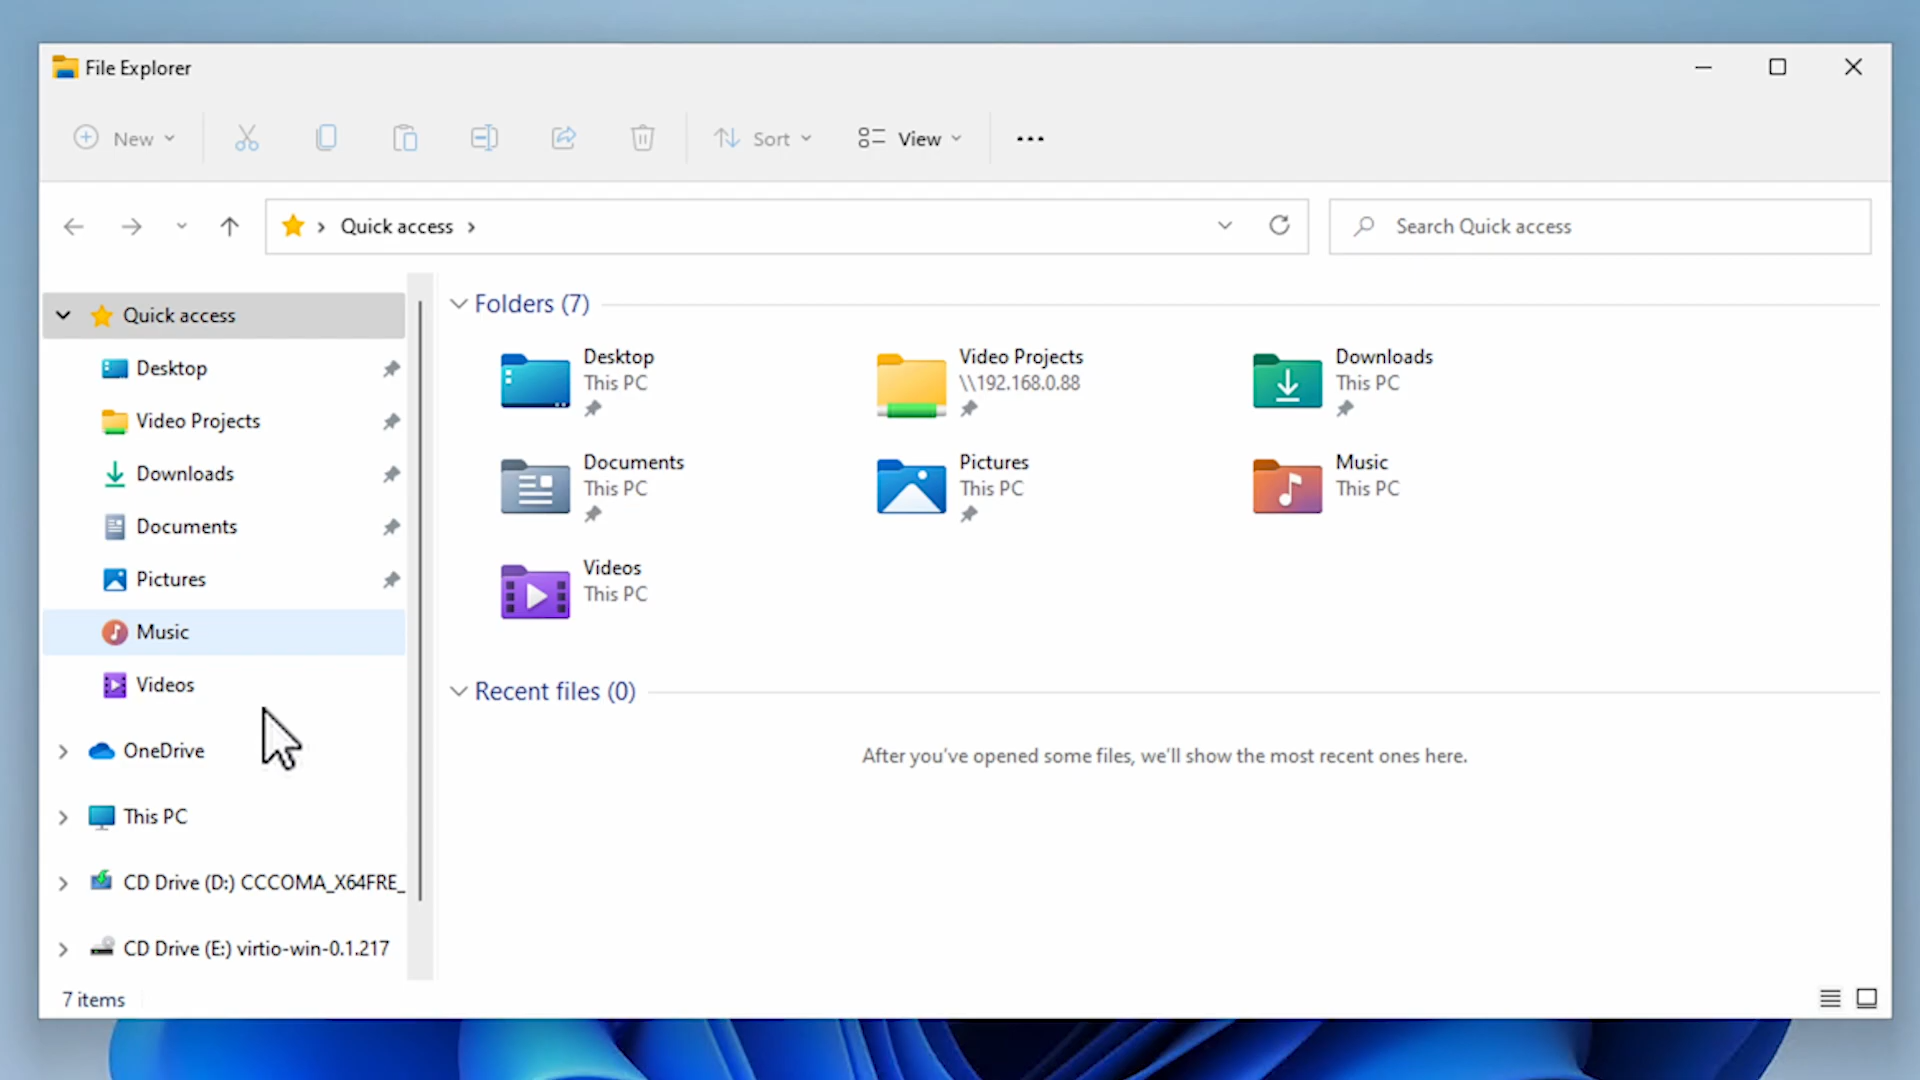 File Explorer
New
Sort
View
Quick access
Search Quick access
Quick access
Desktop
Video Projects
Downloads
Documents
Pictures
Music
Videos
OneDrive
This PC
CD Drive (D:) CCCOMA_X64FRE_
CD Drive (E:) virtio-win-0.1.217
Folders (7)
Desktop
This PC
Video Projects
\\192.168.0.88
Downloads
This PC
Documents
This PC
Pictures
This PC
Music
This PC
Videos
This PC
Recent files (0)
After you've opened some files, we'll show the most recent ones here.
7 items